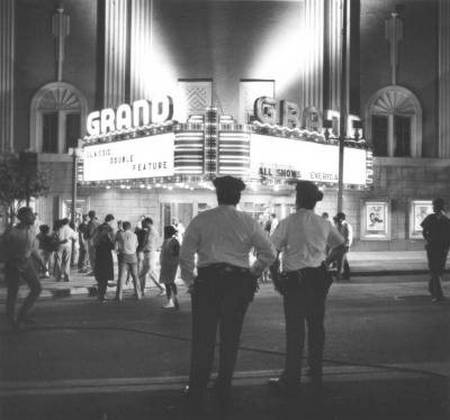 GRAND
CLASSIC
DOUBLE FEATURE
GRAND
ALL SHOWS